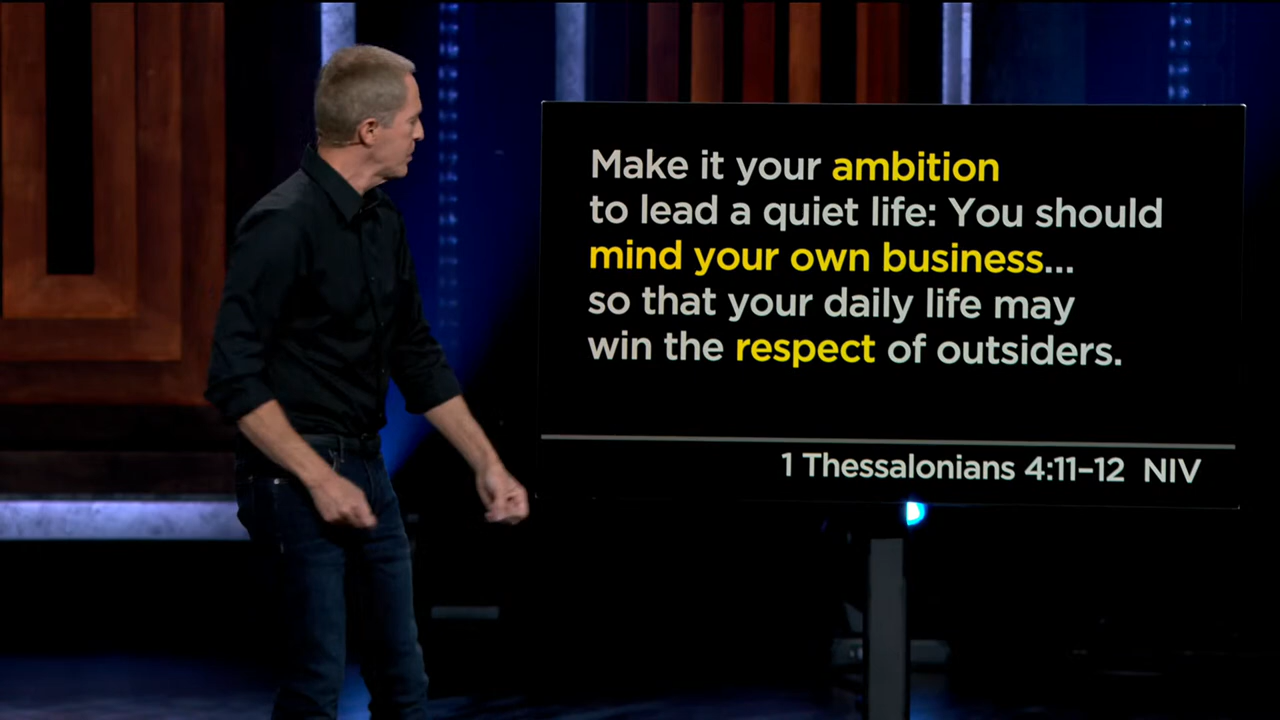 Make it your ambition
to lead a quiet life: You should
mind your own business...
so that your daily life may
win the respect of outsiders.
1 Thessalonians 4:11–12 NIV